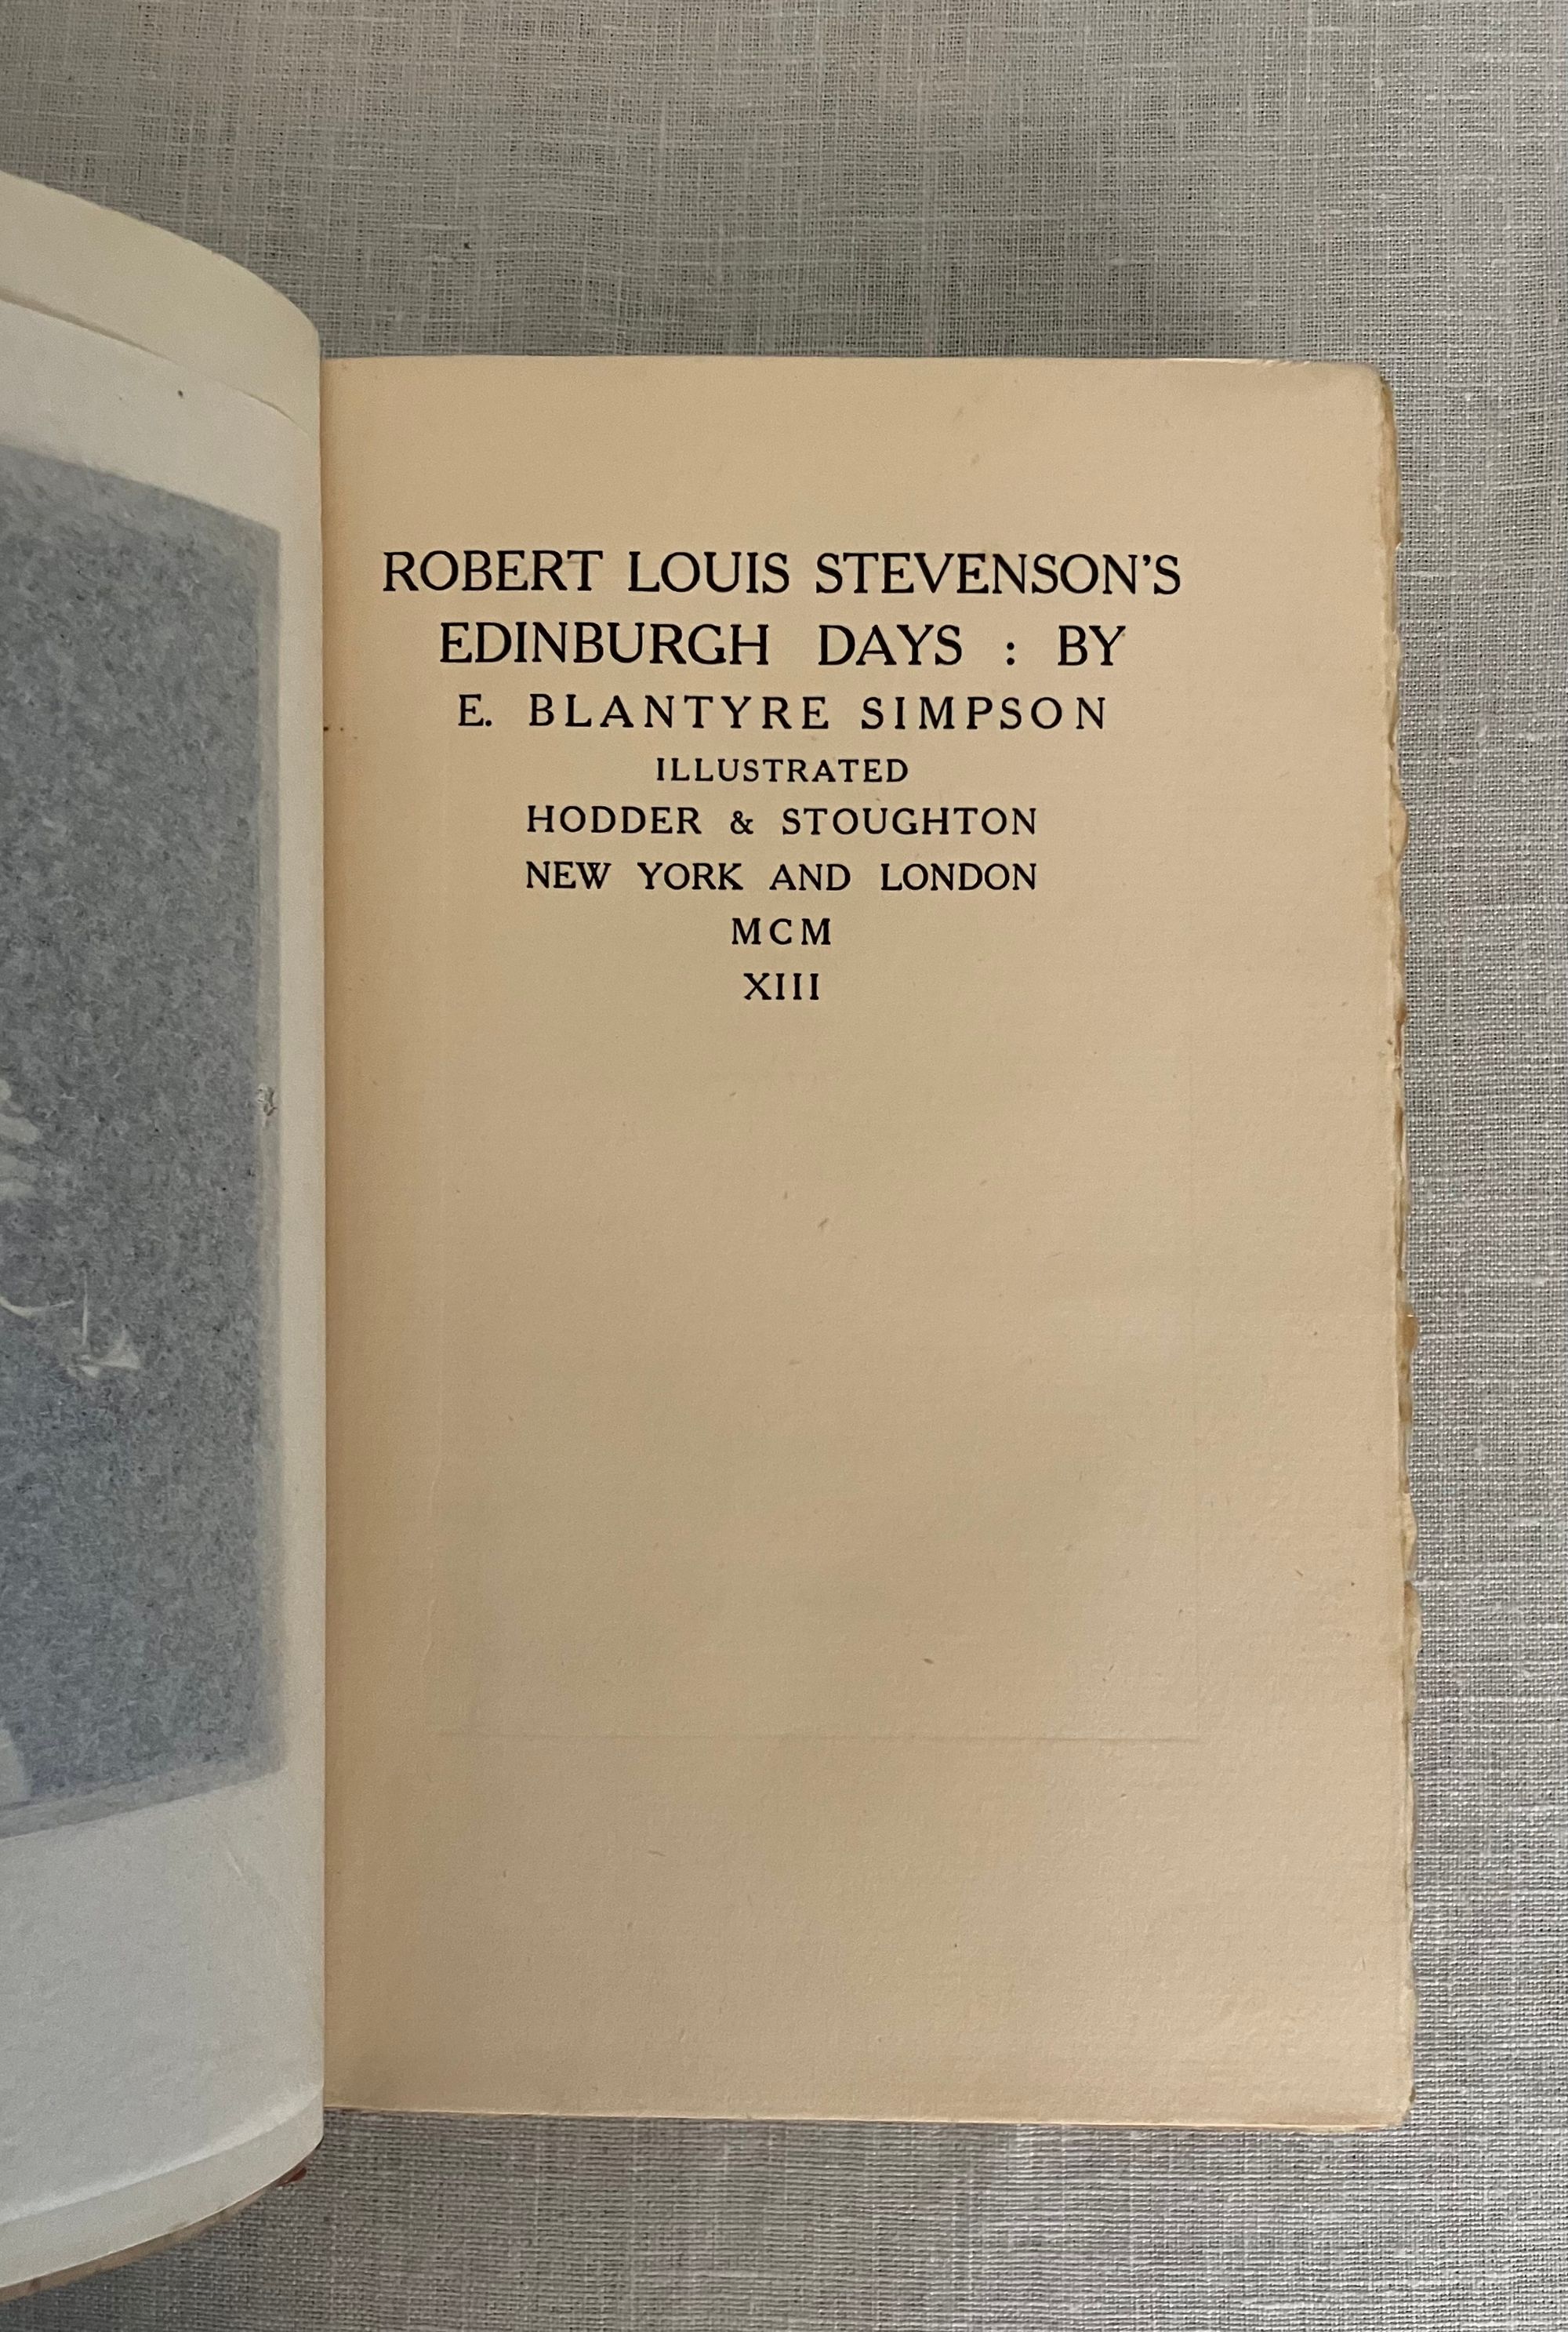 ROBERT LOUIS STEVENSON'S
EDINBURGH DAYS : BY
E. BLANTYRE SIMPSON
ILLUSTRATED
HODDER & STOUGHTON
NEW YORK AND LONDON
MCM
XIII